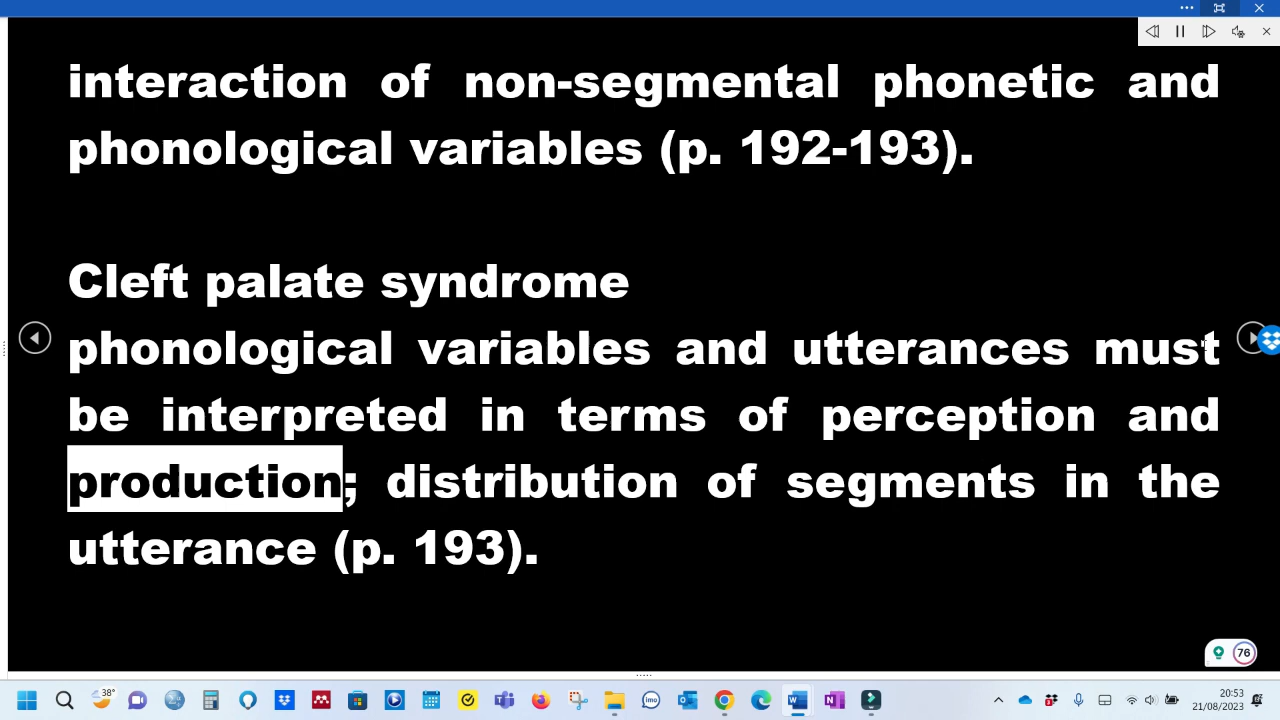 interaction of non-segmental phonetic and
phonological variables (p. 192-193).
Cleft palate syndrome
phonological variables and utterances must
be interpreted in terms of perception and
production; distribution of segments in the
utterance (p. 193).
76
38°
20:53
21/08/2023